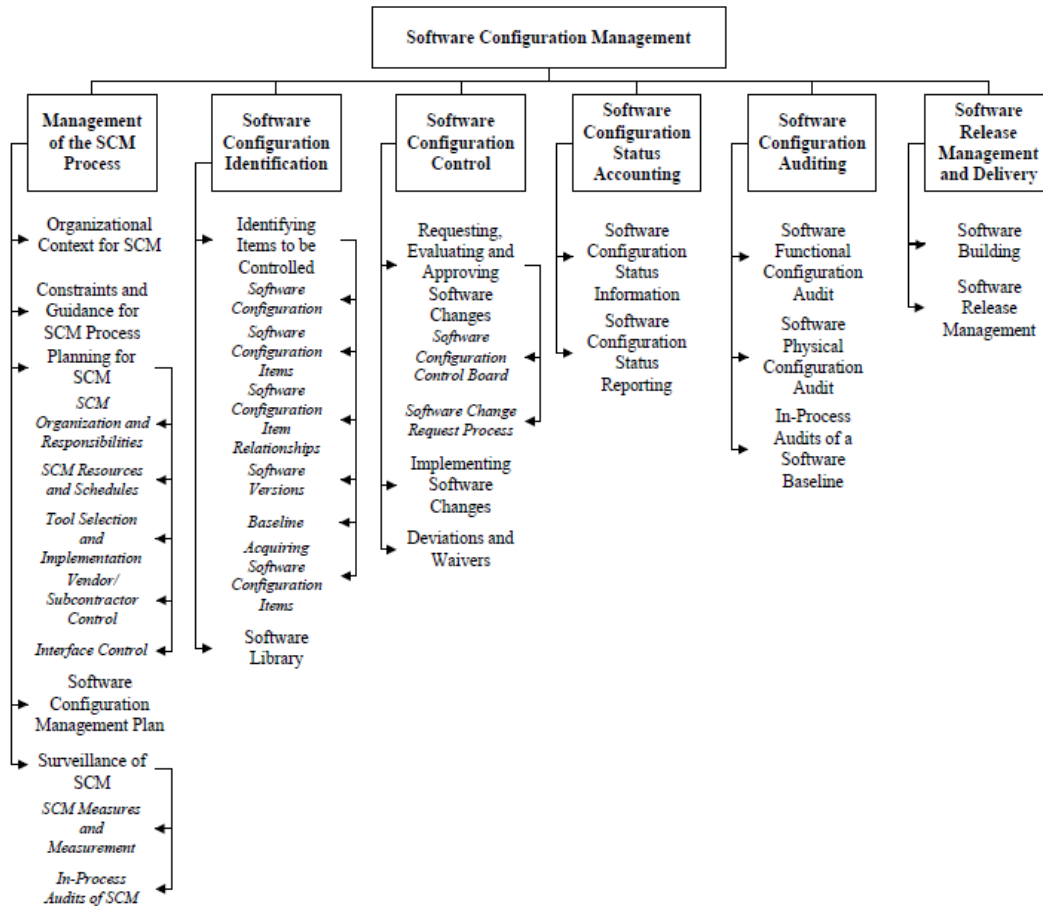 Software Configuration Management
Management
of the SCM
Process
Organizational
Context for SCM
Constraints and
Guidance for
SCM Process
Planning for
SCM
SCM
Organization and
Responsibilities
SCM Resources
and Schedules
Tool Selection
and
Implementation
Vendor/
Subcontractor
Control
Interface Control
Software
Configuration
Management Plan
Surveillance of
SCM
SCM Measures
and
Measurement
In-Process
Audits of SCM
Software
Configuration
Identification
Identifying
Items to be
Controlled
Software
Configuration
Software
Configuration
Items
Software
Configuration
Item
Relationships
Software
Versions
Baseline
Acquiring
Software
Configuration
Items
Software
Library
Software
Configuration
Control
Requesting,
Evaluating and
Approving
Software
Changes
Software
Configuration
Control Board
Software Change
Request Process
Implementing
Software
Changes
Deviations and
Waivers
Software
Configuration
Status
Accounting
Software
Configuration
Status
Information
Software
Configuration
Status
Reporting
Software
Configuration
Auditing
Software
Functional
Configuration
Audit
Software
Physical
Configuration
Audit
In-Process
Audits of a
Software
Baseline
Software
Release
Management
and Delivery
Software
Building
Software
Release
Management